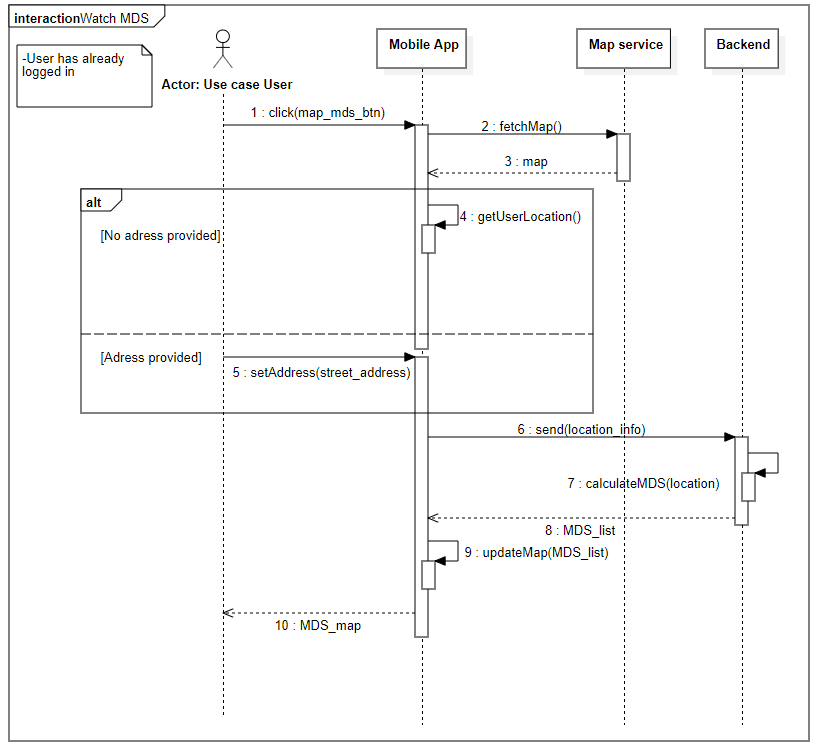 interactionWatch MDS
-User has already
logged in
Actor: Use case User
Mobile App
Map service
Backend
1 : click(map_mds_btn)
2 : fetchMap()
3 : map
alt
4 : getUserLocation()
[No adress provided]
[Adress provided]
5 : setAddress(street_address)
6 : send(location_info)
7 : calculateMDS(location)
8 : MDS_list
9 : updateMap(MDS_list)
10 : MDS_map